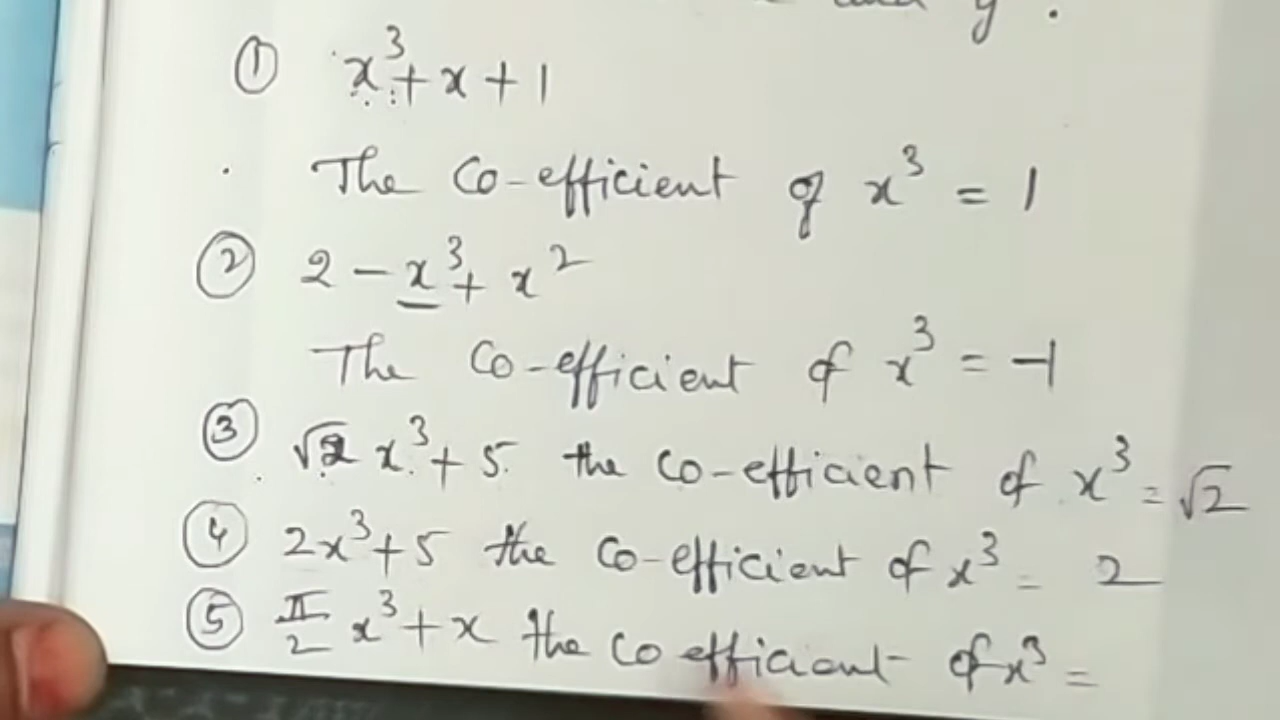 y.
① x³+x+1
The Co-efficient of x³ = 1
② 2-x³+x²
The Co-efficient of x³ = -1
③ √2 x³+5 the Co-efficient of x³ = √2
④ 2x³+5 the Co-efficient of x³ = 2
⑤ π/2 x³+x the Co efficient of x³ =